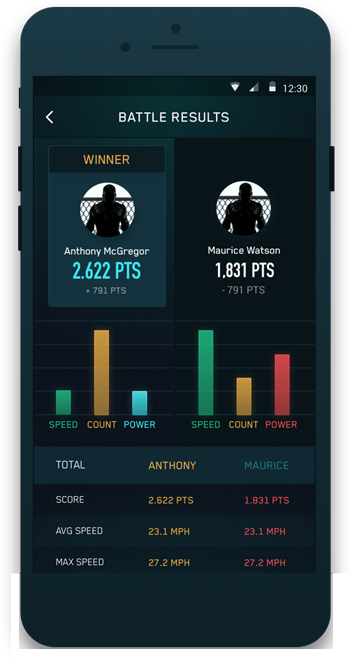 12:30
BATTLE RESULTS
WINNER
Anthony McGregor
2.622 PTS
+ 791 PTS
Maurice Watson
1,831 PTS
- 791 PTS
SPEED COUNT POWER
SPEED COUNT POWER
TOTAL ANTHONY MAURICE
SCORE 2.622 PTS 1.831 PTS
AVG SPEED 23.1 MPH 23.1 MPH
MAX SPEED 27.2 MPH 27.2 MPH